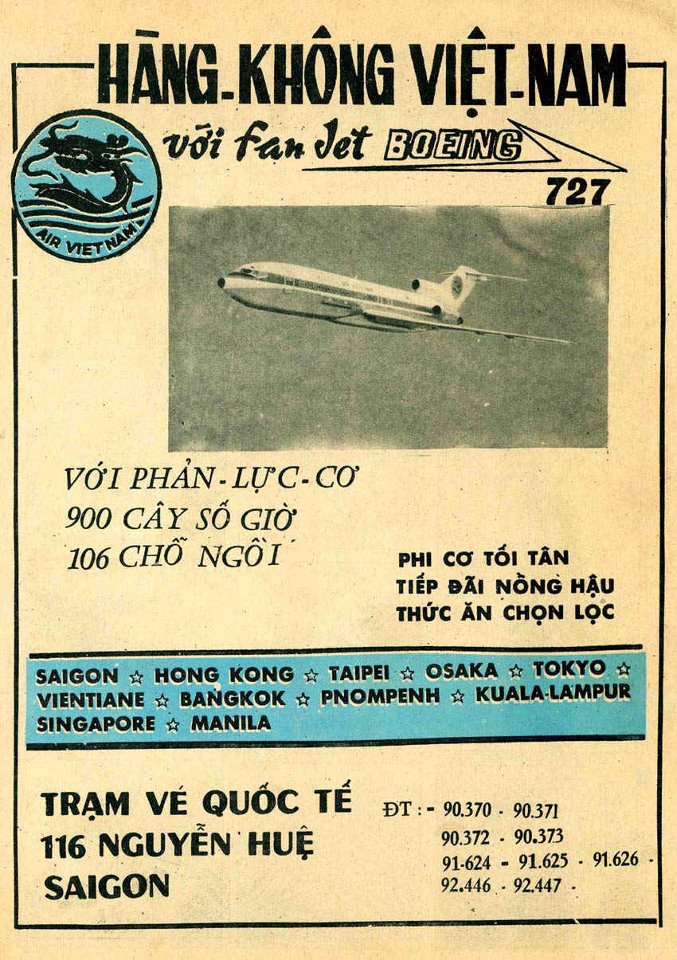 HÀNG-KHÔNG VIỆT-NAM
với fan Jet BOEING
727
AIR VIET NAM
VỚI PHẢN-LỰC-CƠ
900 CÂY SỐ GIỜ
106 CHỖ NGỒI
PHI CƠ TỐI TÂN
TIẾP ĐÃI NỒNG HẬU
THỨC ĂN CHỌN LỌC
SAIGON ☆ HONG KONG ☆ TAIPEI ☆ OSAKA ☆ TOKYO ☆
VIENTIANE ☆ BANGKOK ☆ PNOMPENH ☆ KUALA-LAMPUR
SINGAPORE ☆ MANILA
TRẠM VÉ QUỐC TẾ
116 NGUYỄN HUỆ
SAIGON
ĐT : - 90.370 - 90.371
90.372 - 90.373
91-624 - 91.625 - 91.626 -
92.446 - 92.447 -